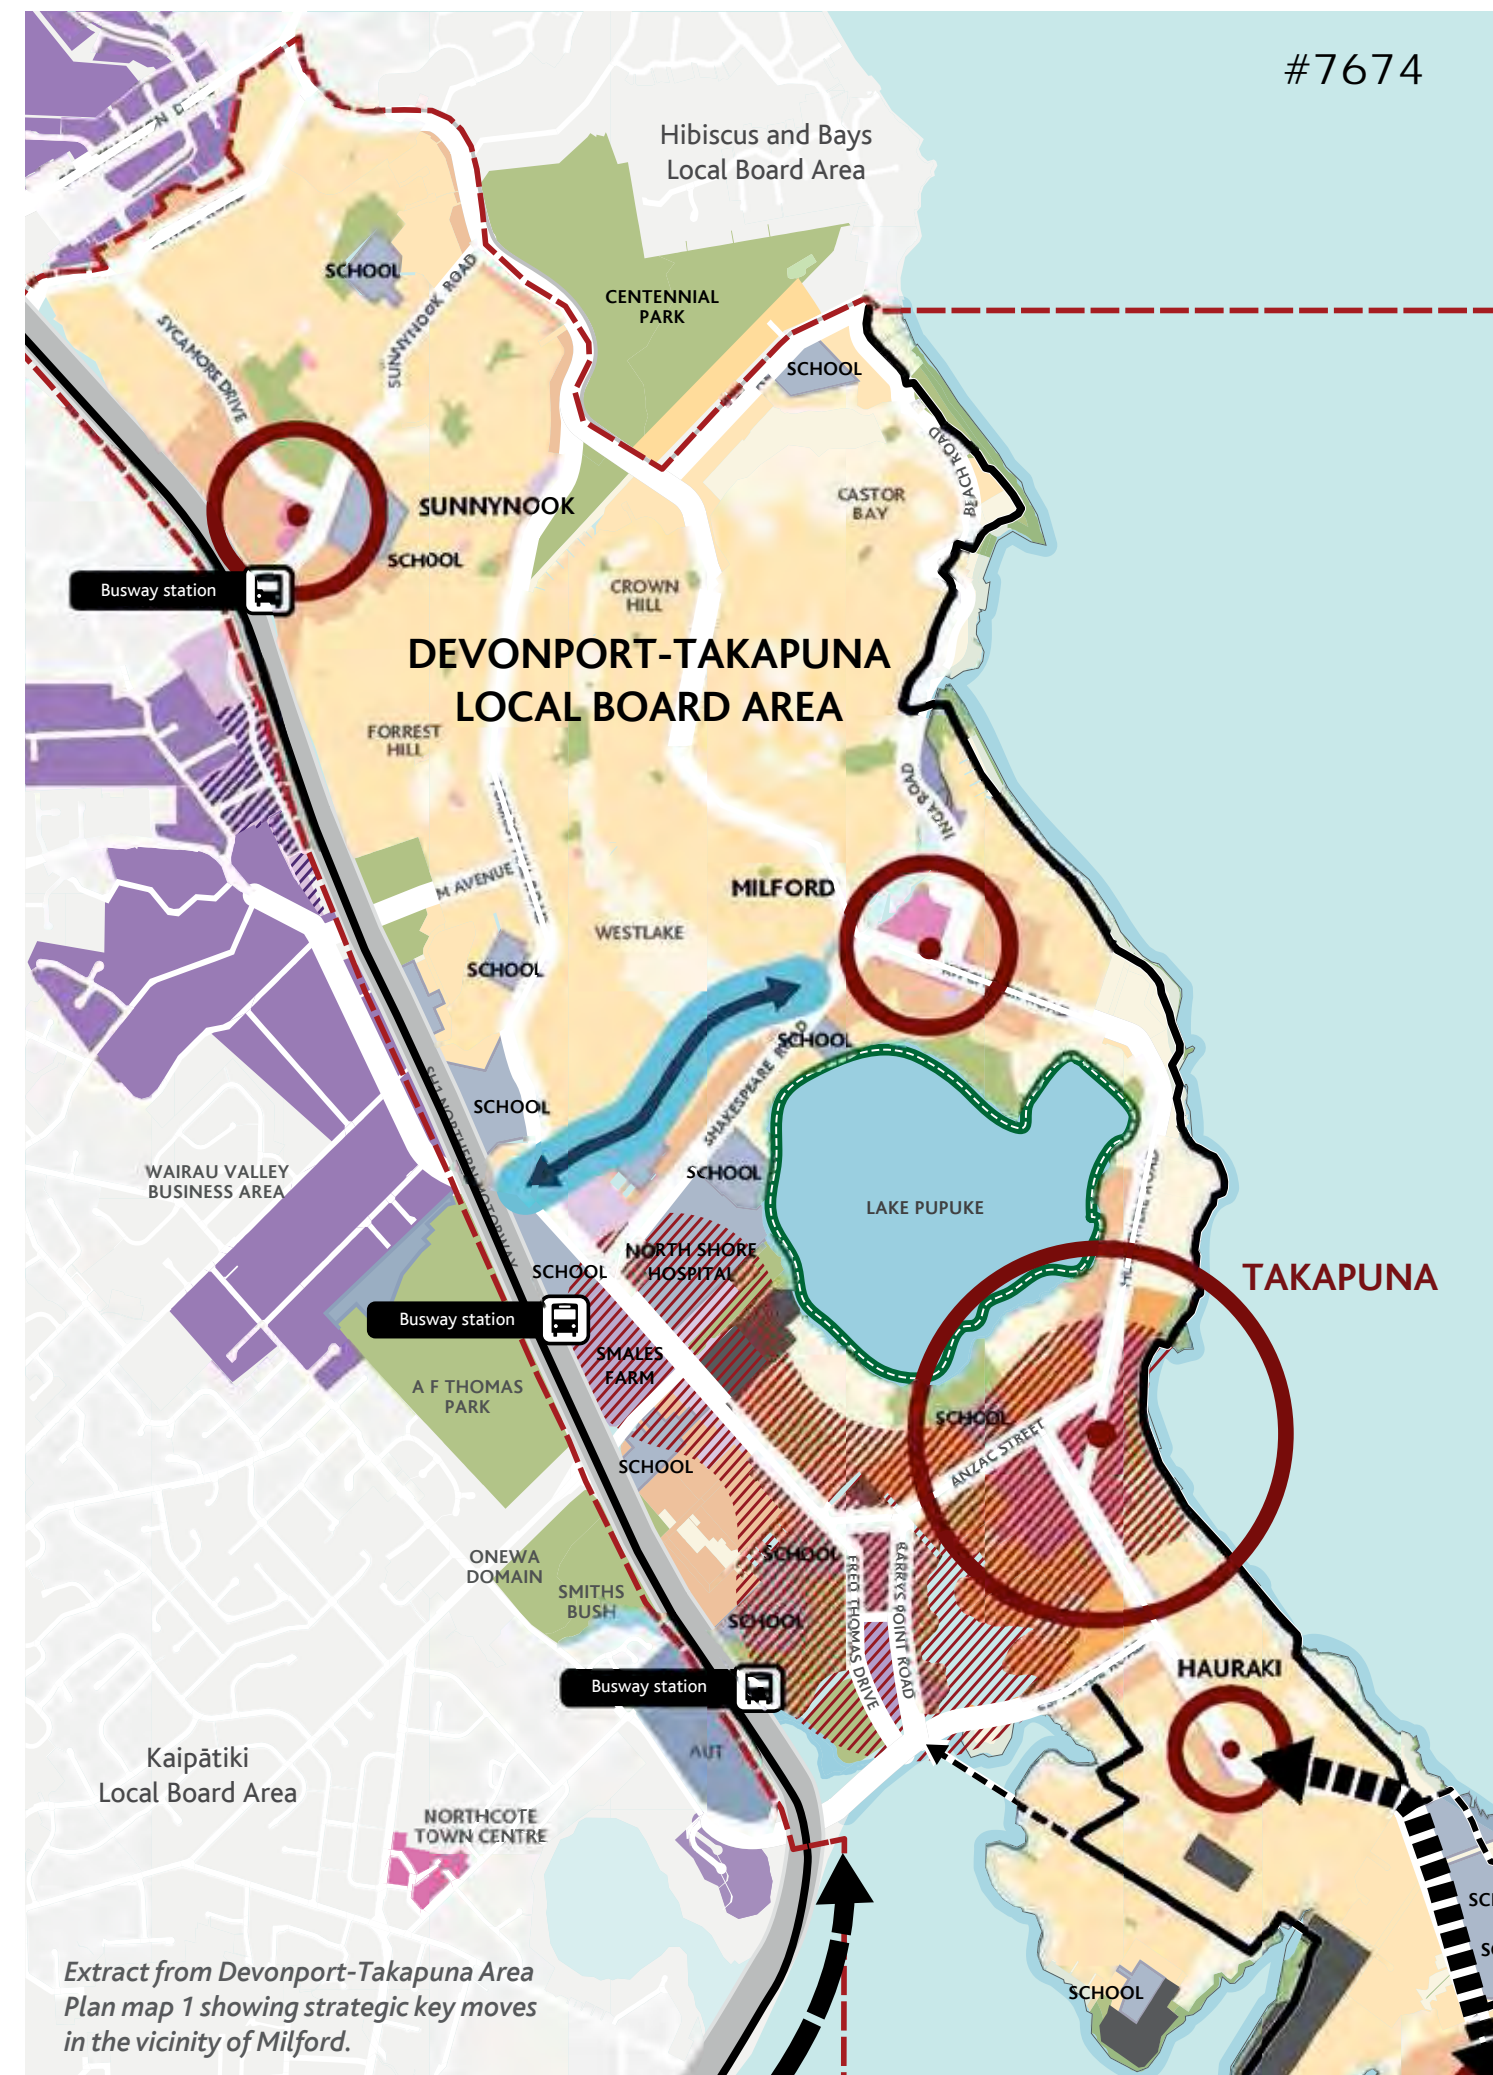 #7674
Hibiscus and Bays
Local Board Area
SCHOOL
CENTENNIAL
PARK
SUNNYNOOK ROAD
SYCAMORE DRIVE
SCHOOL
BEACH ROAD
CASTOR
BAY
SUNNYNOOK
SCHOOL
Busway station
CROWN
HILL
DEVONPORT-TAKAPUNA
LOCAL BOARD AREA
FORREST
HILL
INGA ROAD
M AVENUE
MILFORD
WESTLAKE
SCHOOL
SCHOOL
SHAKESPEARE ROAD
SCHOOL
SH1 NORTHERN MOTORWAY
WAIRAU VALLEY
BUSINESS AREA
SCHOOL
LAKE PUPUKE
NORTH SHORE
HOSPITAL
SCHOOL
TAKAPUNA
Busway station
SMALES
FARM
A F THOMAS
PARK
SCHOOL
ANZAC STREET
SCHOOL
ONEWA
DOMAIN
SMITHS
BUSH
SCHOOL
SCHOOL
FRED THOMAS DRIVE
BARRYS POINT ROAD
HAURAKI
Busway station
AUT
Kaipātiki
Local Board Area
NORTHCOTE
TOWN CENTRE
SCHOOL
Extract from Devonport-Takapuna Area
Plan map 1 showing strategic key moves
in the vicinity of Milford.